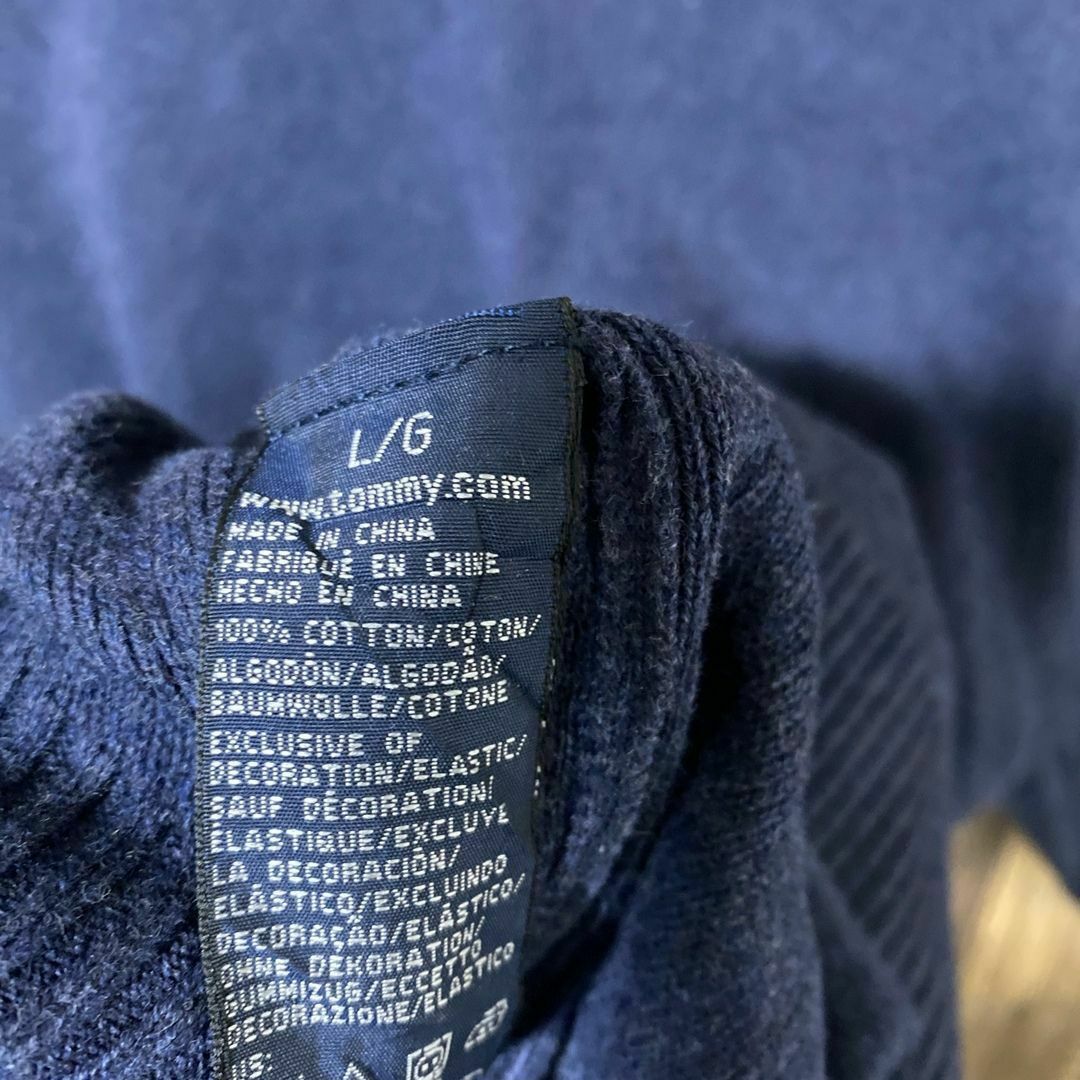 L/G
www.tommy.com
MADE IN CHINA
FABRIQUÉ EN CHINE
HECHO EN CHINA
100% COTTON/COTON/
ALGODÓN/ALGODÃO/
BAUMWOLLE/COTONE
EXCLUSIVE OF
DECORATION/ELASTIC/
FAUF DÉCORATION/
ÉLASTIQUE/EXCLUYE
LA DECORACIÓN/
ELÁSTICO/EXCLUINDO
DECORAÇÃO/ELÁSTICO/
OHNE DEKORATION/
GUMMIZUG/ECCETTO
DECORAZIONE/ELASTICO